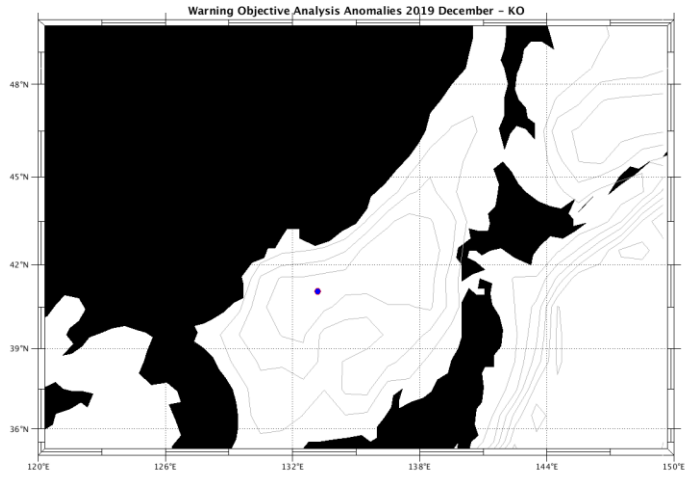 Warning Objective Analysis Anomalies 2019 December - KO
48°N
45°N
42°N
39°N
36°N
120°E 126°E 132°E 138°E 144°E 150°E